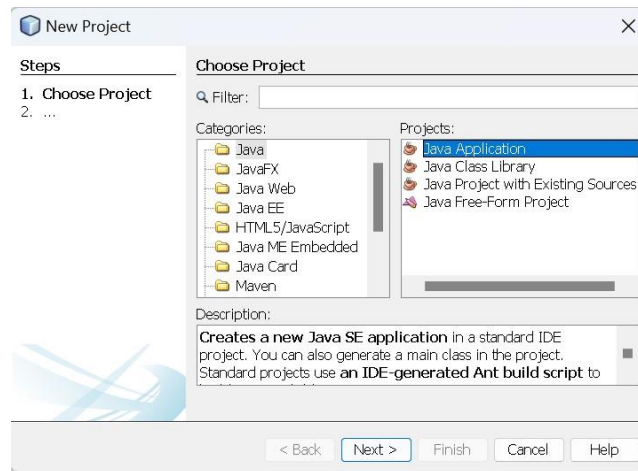 New Project
Steps
1. Choose Project
2. ...
Choose Project
Filter:
Categories:
Java
JavaFX
Java Web
Java EE
HTML5/JavaScript
Java ME Embedded
Java Card
Maven
Projects:
Java Application
Java Class Library
Java Project with Existing Sources
Java Free-Form Project
Description:
Creates a new Java SE application in a standard IDE
project. You can also generate a main class in the project.
Standard projects use an IDE-generated Ant build script to
< Back
Next >
Finish
Cancel
Help